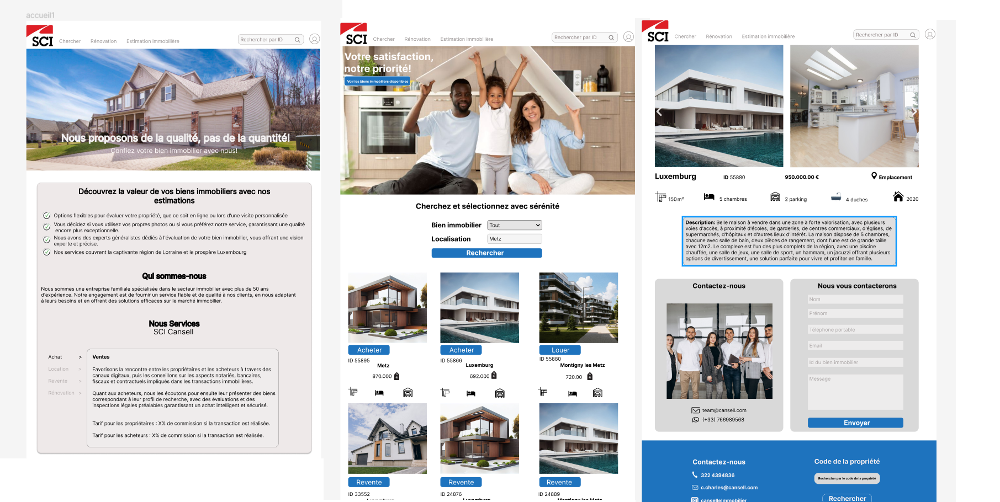 accueil1
SCI
Chercher
Rénovation
Estimation immobilière
Rechercher par ID
Nous proposons de la qualité, pas de la quantité!
Confiez votre bien immobilier avec nous!
Découvrez la valeur de vos biens immobiliers avec nos
estimations
Options flexibles pour évaluer votre propriété, que ce soit en ligne ou lors d'une visite personnalisée
Vous décidez si vous utilisez vos propres photos ou si vous préférez notre service, garantissant une qualité
encore plus exceptionnelle.
Nous avons des experts généralistes dédiés à l'évaluation de votre bien immobilier, vous offrant une vision
experte et précise.
Nos services couvrent la captivante région de Lorraine et le prospère Luxembourg
Qui sommes-nous
Nous sommes une entreprise familiale spécialisée dans le secteur immobilier avec plus de 50 ans
d'expérience. Notre engagement est de fournir un service fiable et de qualité à nos clients, en nous adaptant
à leurs besoins et en offrant des solutions efficaces sur le marché immobilier.
Nous Services
SCI Cansell
Achat >
Location >
Revente >
Rénovation >
Ventes
Favorisons la rencontre entre les propriétaires et les acheteurs à travers des
canaux digitaux, puis les conseillons sur les aspects notariés, bancaires,
fiscaux et contractuels impliqués dans les transactions immobilières.
Quant aux acheteurs, nous les écoutons pour ensuite leur présenter des biens
correspondant à leur profil de recherche, avec des évaluations et des
inspections légales préalables garantissant un achat intelligent et sécurisé.
Tarif pour les propriétaires : X% de commission si la transaction est réalisée.
Tarif pour les acheteurs : X% de commission si la transaction est réalisée.
SCI
Chercher
Rénovation
Estimation immobilière
Rechercher par ID
Votre satisfaction,
notre priorité!
Voir les biens immobiliers disponibles
Cherchez et sélectionnez avec sérénité
Bien immobilier Tout
Localisation Metz
Rechercher
Acheter
ID 55895
Metz
870.000
Acheter
ID 55866
Luxemburg
692.000
Louer
ID 55880
Montigny les Metz
720.00
Revente
ID 33552
Luxemburg
Revente
ID 24876
Luxemburg
Revente
ID 24889
Montigny les Metz
SCI
Chercher
Rénovation
Estimation immobilière
Rechercher par ID
Luxemburg
ID 55880
950.000.00 €
Emplacement
150 m²
5 chambres
2 parking
4 duches
2020
Description: Belle maison à vendre dans une zone à forte valorisation, avec plusieurs
voies d'accès, à proximité d'écoles, de garderies, de centres commerciaux, d'églises, de
supermarchés, d'hôpitaux et d'autres lieux d'intérêt. La maison dispose de 5 chambres,
chacune avec salle de bain, deux pièces de rangement, dont l'une est de grande taille
avec 12m2. Le complexe est l'un des plus complets de la région, avec une piscine
chauffée, une salle de jeux, une salle de sport, un hammam, un jacuzzi offrant plusieurs
options de divertissement, une solution parfaite pour vivre et profiter en famille.
Contactez-nous
team@cansell.com
(+33) 766989568
Nous vous contacterons
Nom
Prénom
Téléphone portable
Email
Id du bien immobilier
Message
Envoyer
Contactez-nous
322 4394836
c.charles@cansell.com
canselleImmobilier
Code de la propriété
Rechercher par le code de la propriété
Rechercher